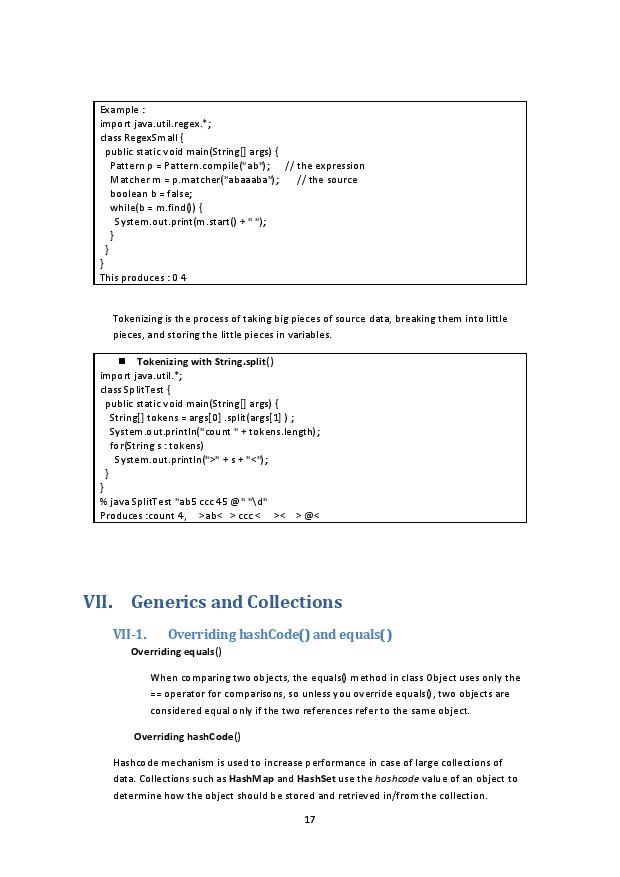 Example :
import java.util.regex.*;
class RegexSmall {
public static void main(String[] args) {
Pattern p = Pattern.compile("ab"); // the expression
Matcher m = p.matcher("abaaaba"); // the source
boolean b = false;
while(b = m.find()) {
System.out.print(m.start() + " ");
}
}
}
This produces : 0 4
Tokenizing is the process of taking big pieces of source data, breaking them into little
pieces, and storing the little pieces in variables.
■ Tokenizing with String.split()
import java.util.*;
class SplitTest {
public static void main(String[] args) {
String[] tokens = args[0] .split(args[1] ) ;
System.out.println("count " + tokens.length);
for(String s : tokens)
System.out.println(">" + s + "<");
}
}
% java SplitTest "ab5 ccc 45 @" "\d"
Produces :count 4, >ab< > ccc < >< > @<
VII. Generics and Collections
VII-1. Overriding hashCode() and equals()
Overriding equals()
When comparing two objects, the equals() method in class Object uses only the
== operator for comparisons, so unless you override equals(), two objects are
considered equal only if the two references refer to the same object.
Overriding hashCode()
Hashcode mechanism is used to increase performance in case of large collections of
data. Collections such as HashMap and HashSet use the hashcode value of an object to
determine how the object should be stored and retrieved in/from the collection.
17